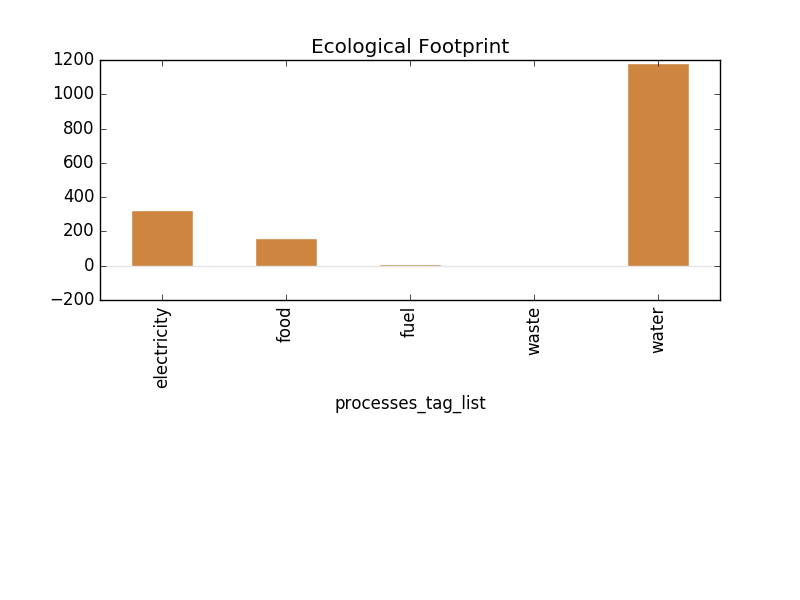 Ecological Footprint
1200
1000
800
600
400
200
0
−200
electricity
food
fuel
waste
water
processes_tag_list